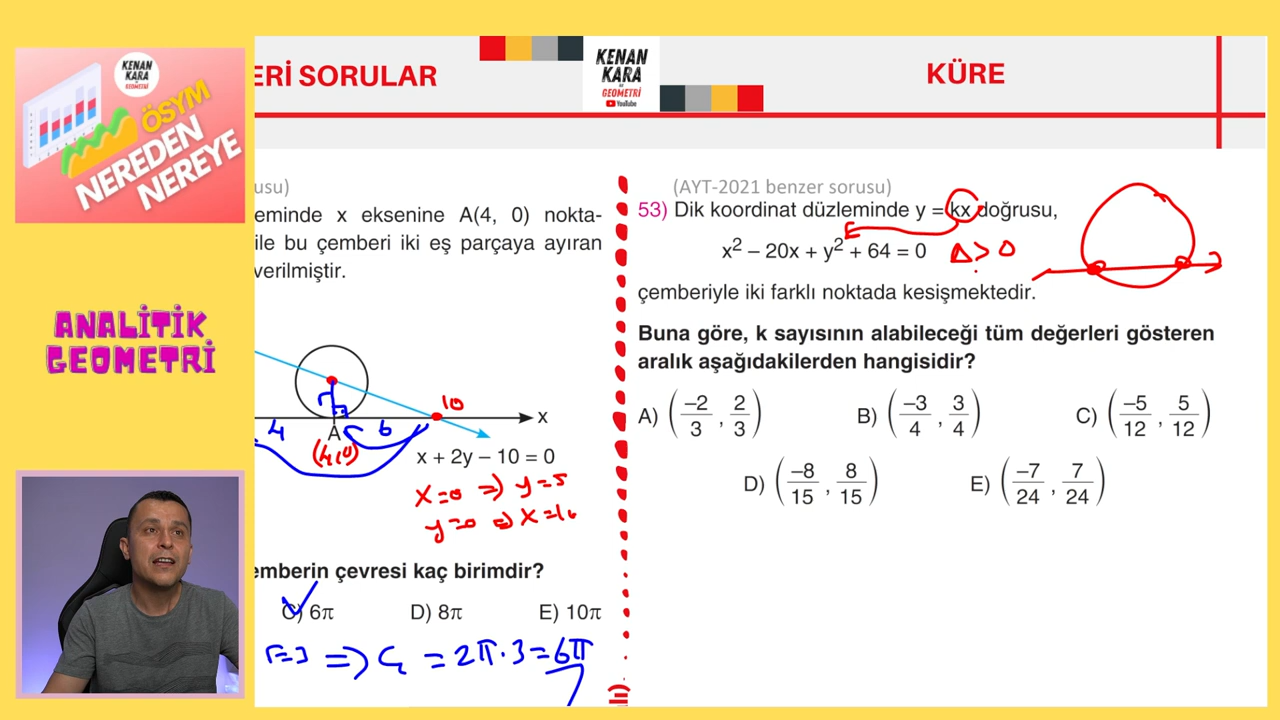 KENAN
KARA
ile
GEOMETRİ
ÖSYM
NEREDEN
NEREYE
ANALİTİK
GEOMETRİ
ERİ SORULAR
KENAN
KARA
ile
GEOMETRİ
YouTube
KÜRE
usu)
eminde x eksenine A(4, 0) nokta-
ile bu çemberi iki eş parçaya ayıran
verilmiştir.
10
x
4
A
6
(4,0)
x + 2y – 10 = 0
x=0 ⇒ y=5
y=0 ⇒ x=10
emberin çevresi kaç birimdir?
C) 6π D) 8π E) 10π
r=3 ⇒ Ç = 2π·3=6π
(AYT-2021 benzer sorusu)
53) Dik koordinat düzleminde y = kx doğrusu,
x² – 20x + y² + 64 = 0 Δ > 0
çemberiyle iki farklı noktada kesişmektedir.
Buna göre, k sayısının alabileceği tüm değerleri gösteren
aralık aşağıdakilerden hangisidir?
A) (–2/3 , 2/3) B) (–3/4 , 3/4) C) (–5/12 , 5/12)
D) (–8/15 , 8/15) E) (–7/24 , 7/24)